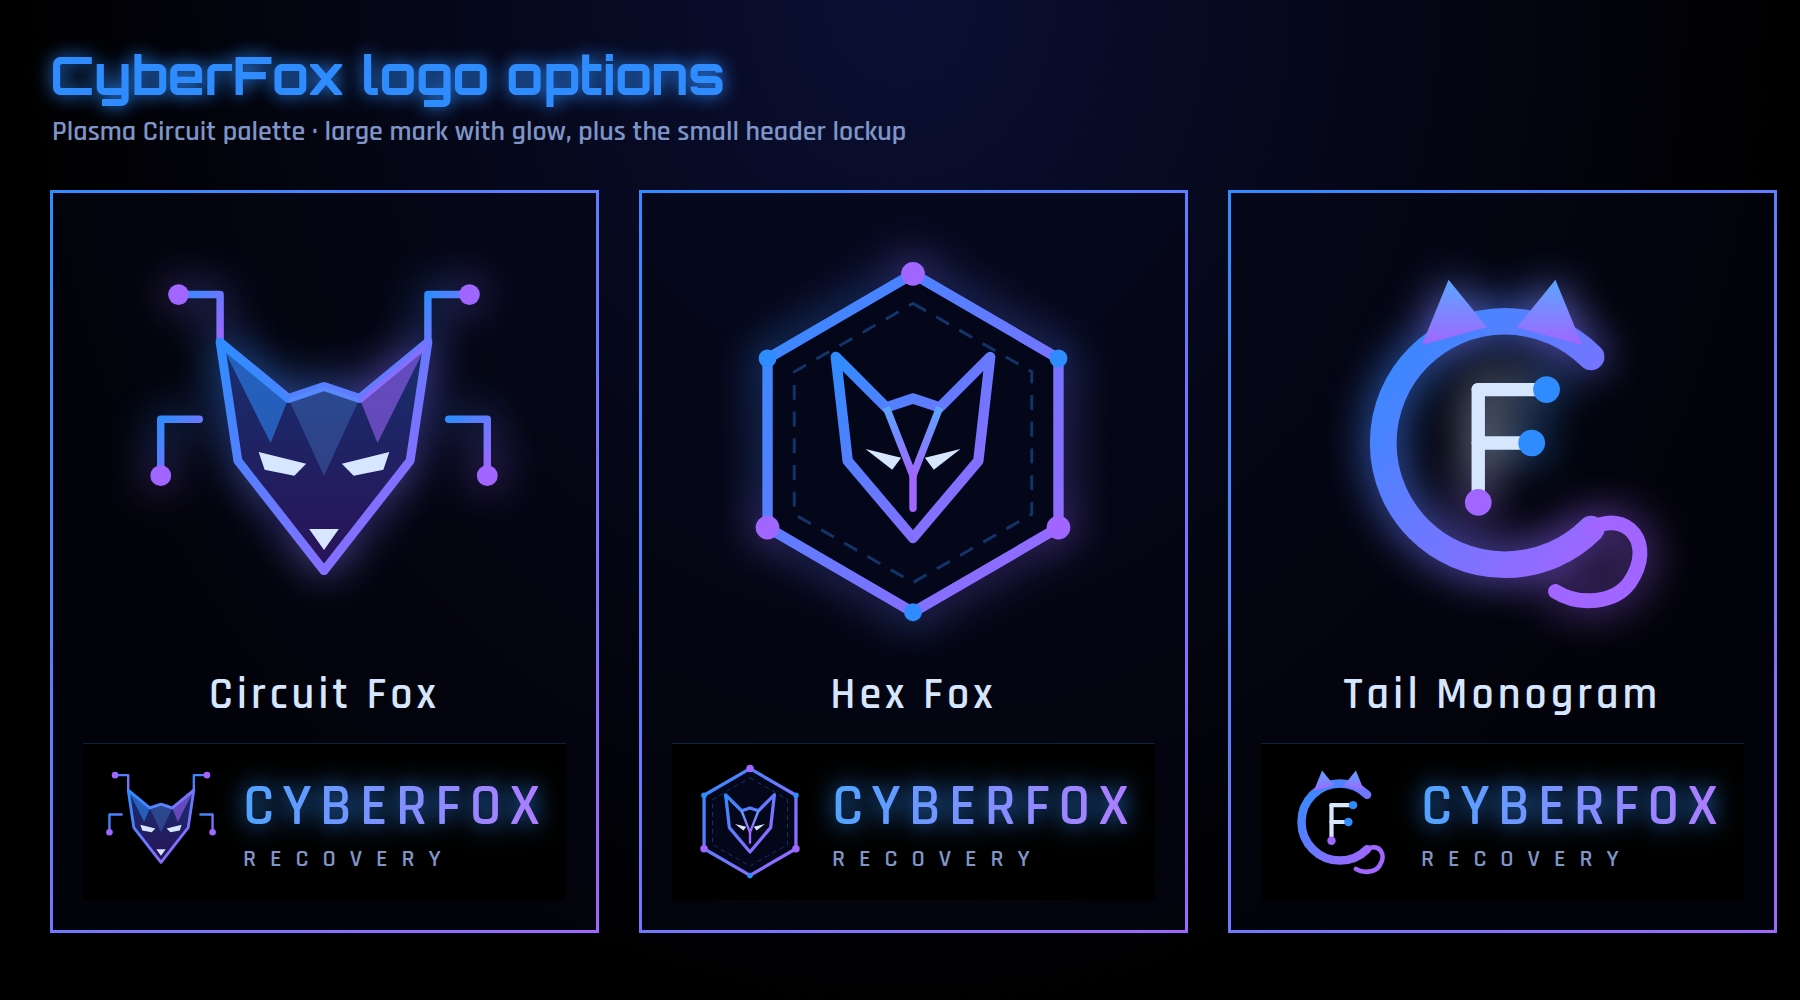 CyberFox logo options
Plasma Circuit palette · large mark with glow, plus the small header lockup
Circuit Fox
CYBERFOX
RECOVERY
Hex Fox
CYBERFOX
RECOVERY
F
Tail Monogram
F
CYBERFOX
RECOVERY